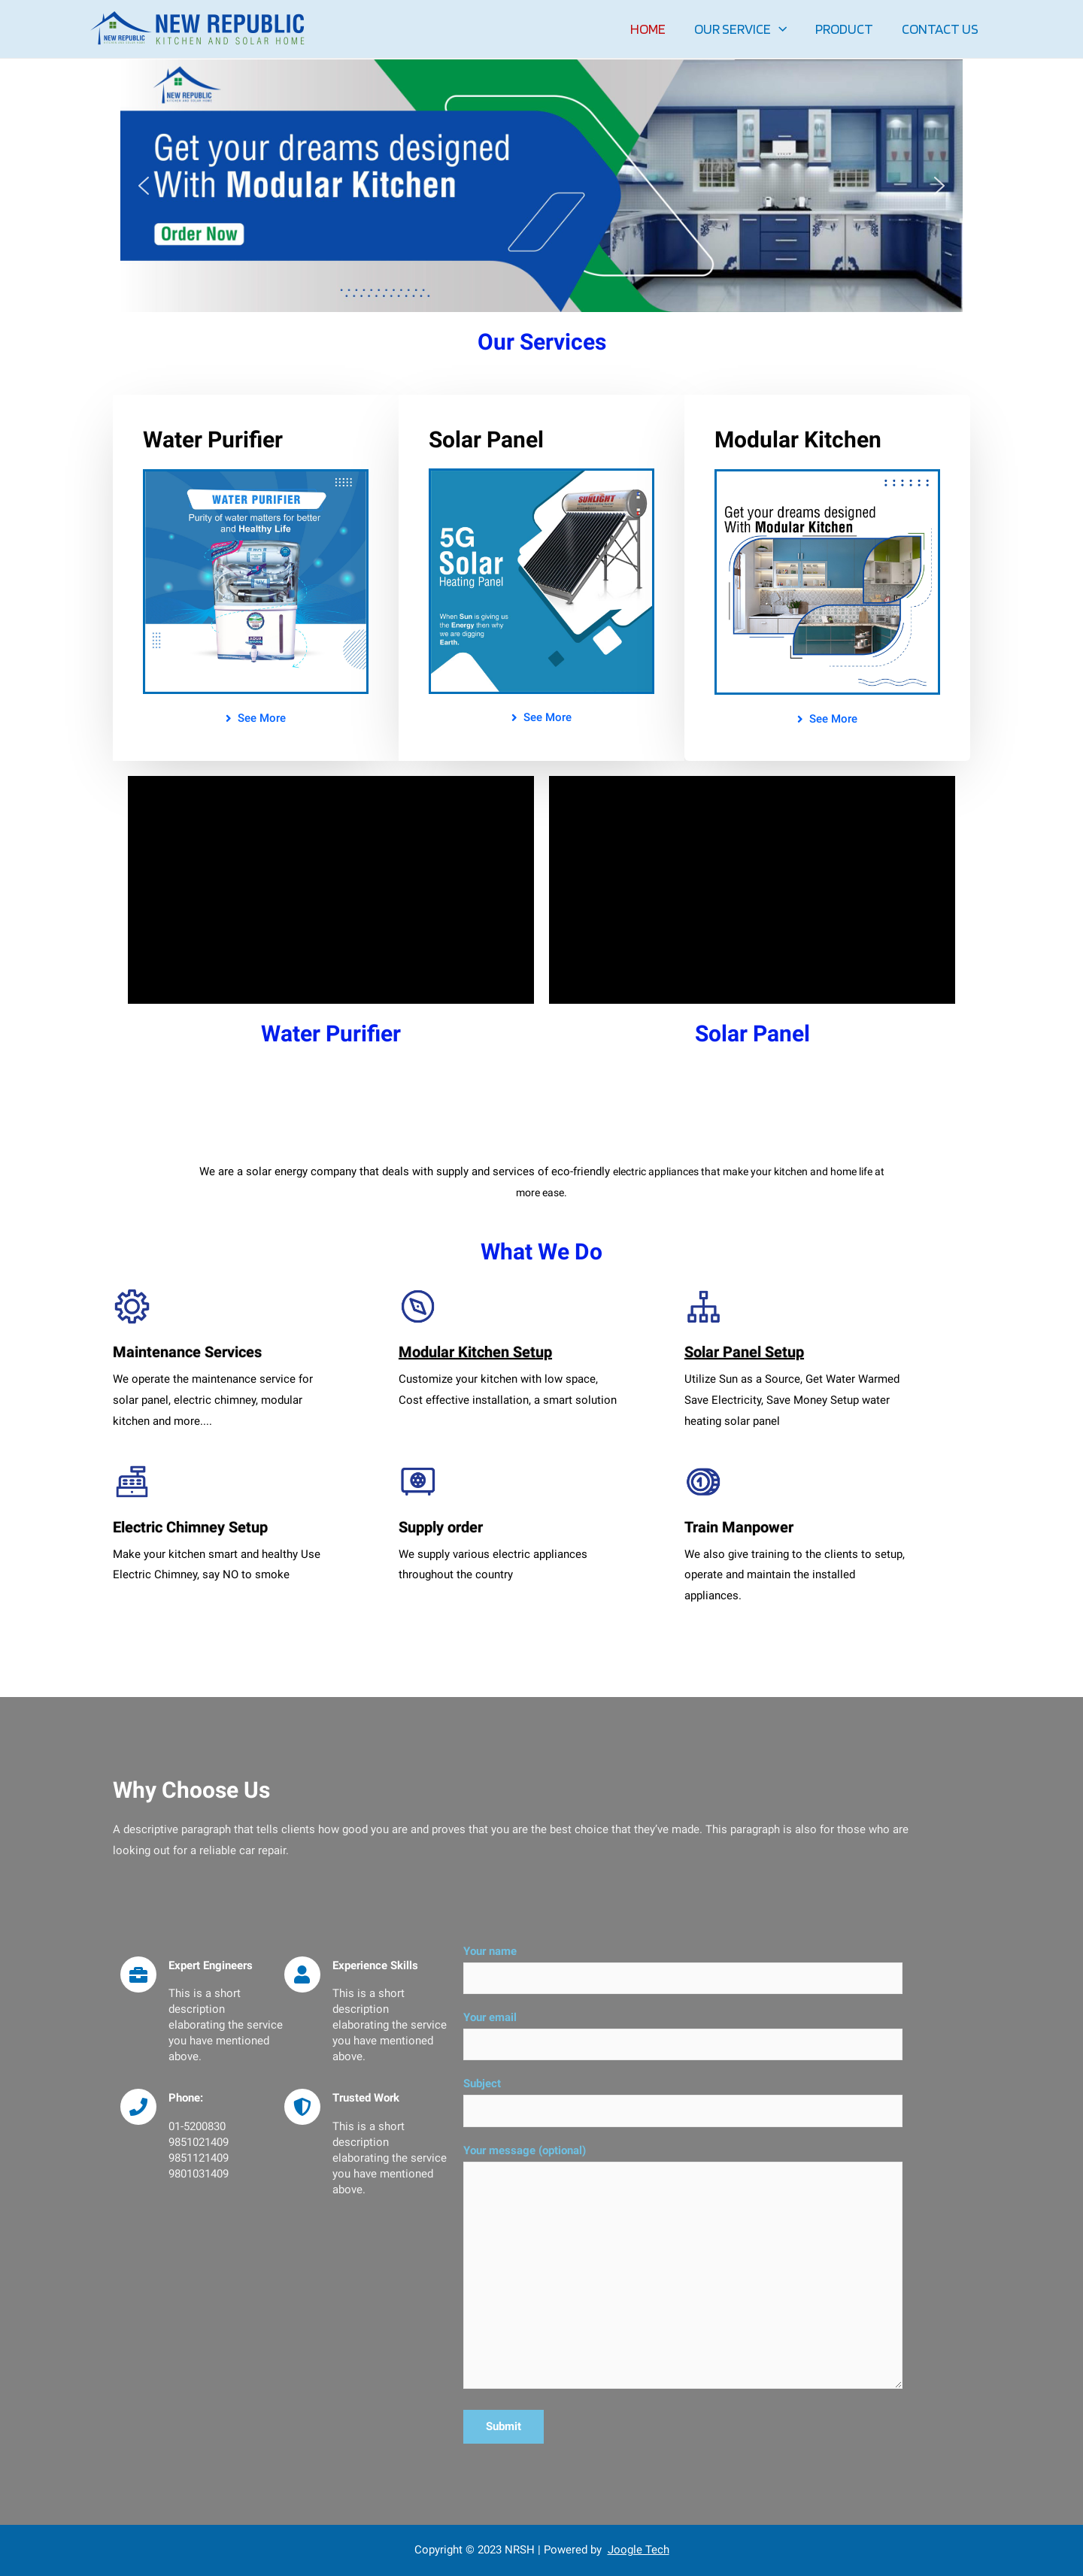 NEW REPUBLIC
KITCHEN AND SOLAR HOME
NEW REPUBLIC
HOME
OUR SERVICE
PRODUCT
CONTACT US
NEW REPUBLIC
KITCHEN AND SOLAR HOME
Get your dreams designed
With Modular Kitchen
Order Now
Our Services
Water Purifier
WATER PURIFIER
Purity of water matters for better
and Healthy Life
See More
Solar Panel
SUNLIGHT
5G
Solar
Heating Panel
When Sun is giving us
the Energy then why
we are digging
Earth.
See More
Modular Kitchen
Get your dreams designed
With Modular Kitchen
See More
Water Purifier
Solar Panel
We are a solar energy company that deals with supply and services of eco-friendly electric appliances that make your kitchen and home life at
more ease.
What We Do
Maintenance Services
We operate the maintenance service for
solar panel, electric chimney, modular
kitchen and more....
Modular Kitchen Setup
Customize your kitchen with low space,
Cost effective installation, a smart solution
Solar Panel Setup
Utilize Sun as a Source, Get Water Warmed
Save Electricity, Save Money Setup water
heating solar panel
Electric Chimney Setup
Make your kitchen smart and healthy Use
Electric Chimney, say NO to smoke
Supply order
We supply various electric appliances
throughout the country
1
Train Manpower
We also give training to the clients to setup,
operate and maintain the installed
appliances.
Why Choose Us
A descriptive paragraph that tells clients how good you are and proves that you are the best choice that they've made. This paragraph is also for those who are
looking out for a reliable car repair.
Expert Engineers
This is a short
description
elaborating the service
you have mentioned
above.
Experience Skills
This is a short
description
elaborating the service
you have mentioned
above.
Phone:
01-5200830
9851021409
9851121409
9801031409
Trusted Work
This is a short
description
elaborating the service
you have mentioned
above.
Your name
Your email
Subject
Your message (optional)
Submit
Copyright © 2023 NRSH | Powered by Joogle Tech